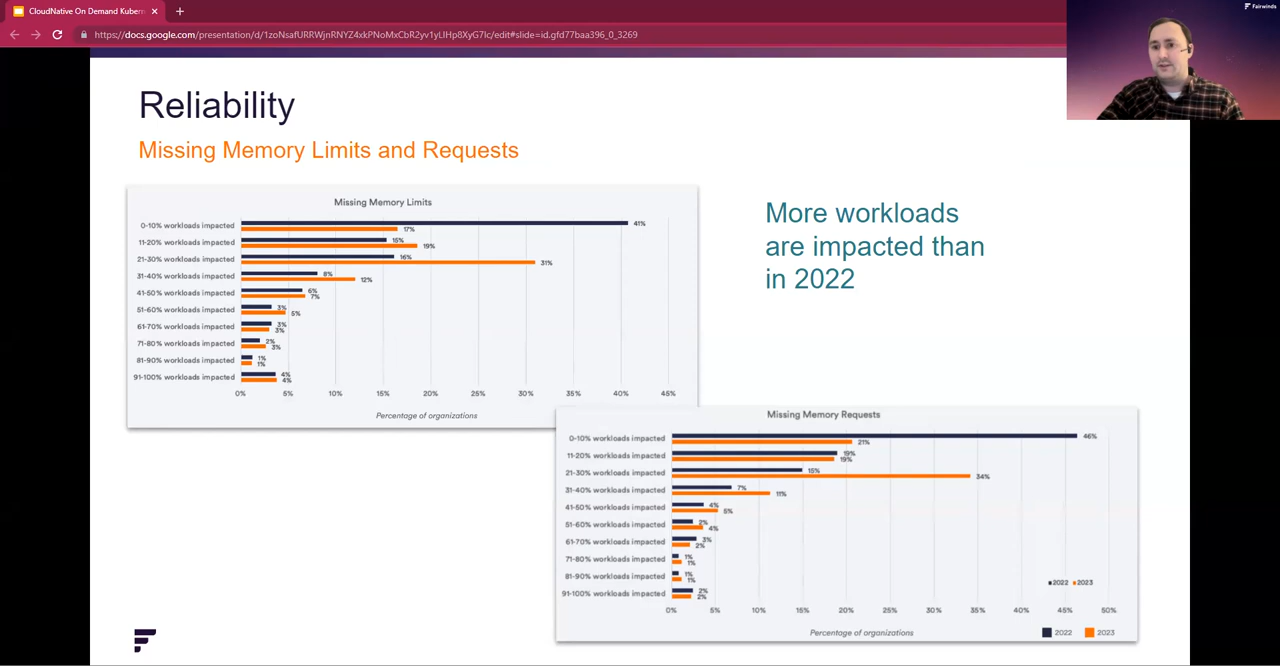 CloudNative On Demand Kubern
https://docs.google.com/presentation/d/1zoNsafURRWjnRNYZ4xkPNoMxCbR2yv1yLIHp8XyG7Ic/edit#slide=id.gfd77baa396_0_3269
Fairwinds
Reliability
Missing Memory Limits and Requests
Missing Memory Limits
0-10% workloads impacted 41%
17%
11-20% workloads impacted 15%
19%
21-30% workloads impacted 16%
31%
31-40% workloads impacted 8%
12%
41-50% workloads impacted 6%
7%
51-60% workloads impacted 3%
5%
61-70% workloads impacted 3%
3%
71-80% workloads impacted 2%
3%
81-90% workloads impacted 1%
1%
91-100% workloads impacted 4%
4%
0% 5% 10% 15% 20% 25% 30% 35% 40% 45%
Percentage of organizations
More workloads
are impacted than
in 2022
Missing Memory Requests
0-10% workloads impacted 46%
21%
11-20% workloads impacted 19%
19%
21-30% workloads impacted 15%
34%
31-40% workloads impacted 7%
11%
41-50% workloads impacted 4%
5%
51-60% workloads impacted 2%
4%
61-70% workloads impacted 3%
2%
71-80% workloads impacted 1%
1%
81-90% workloads impacted 1%
1%
2022 2023
91-100% workloads impacted 2%
2%
0% 5% 10% 15% 20% 25% 30% 35% 40% 45% 50%
Percentage of organizations
2022 2023